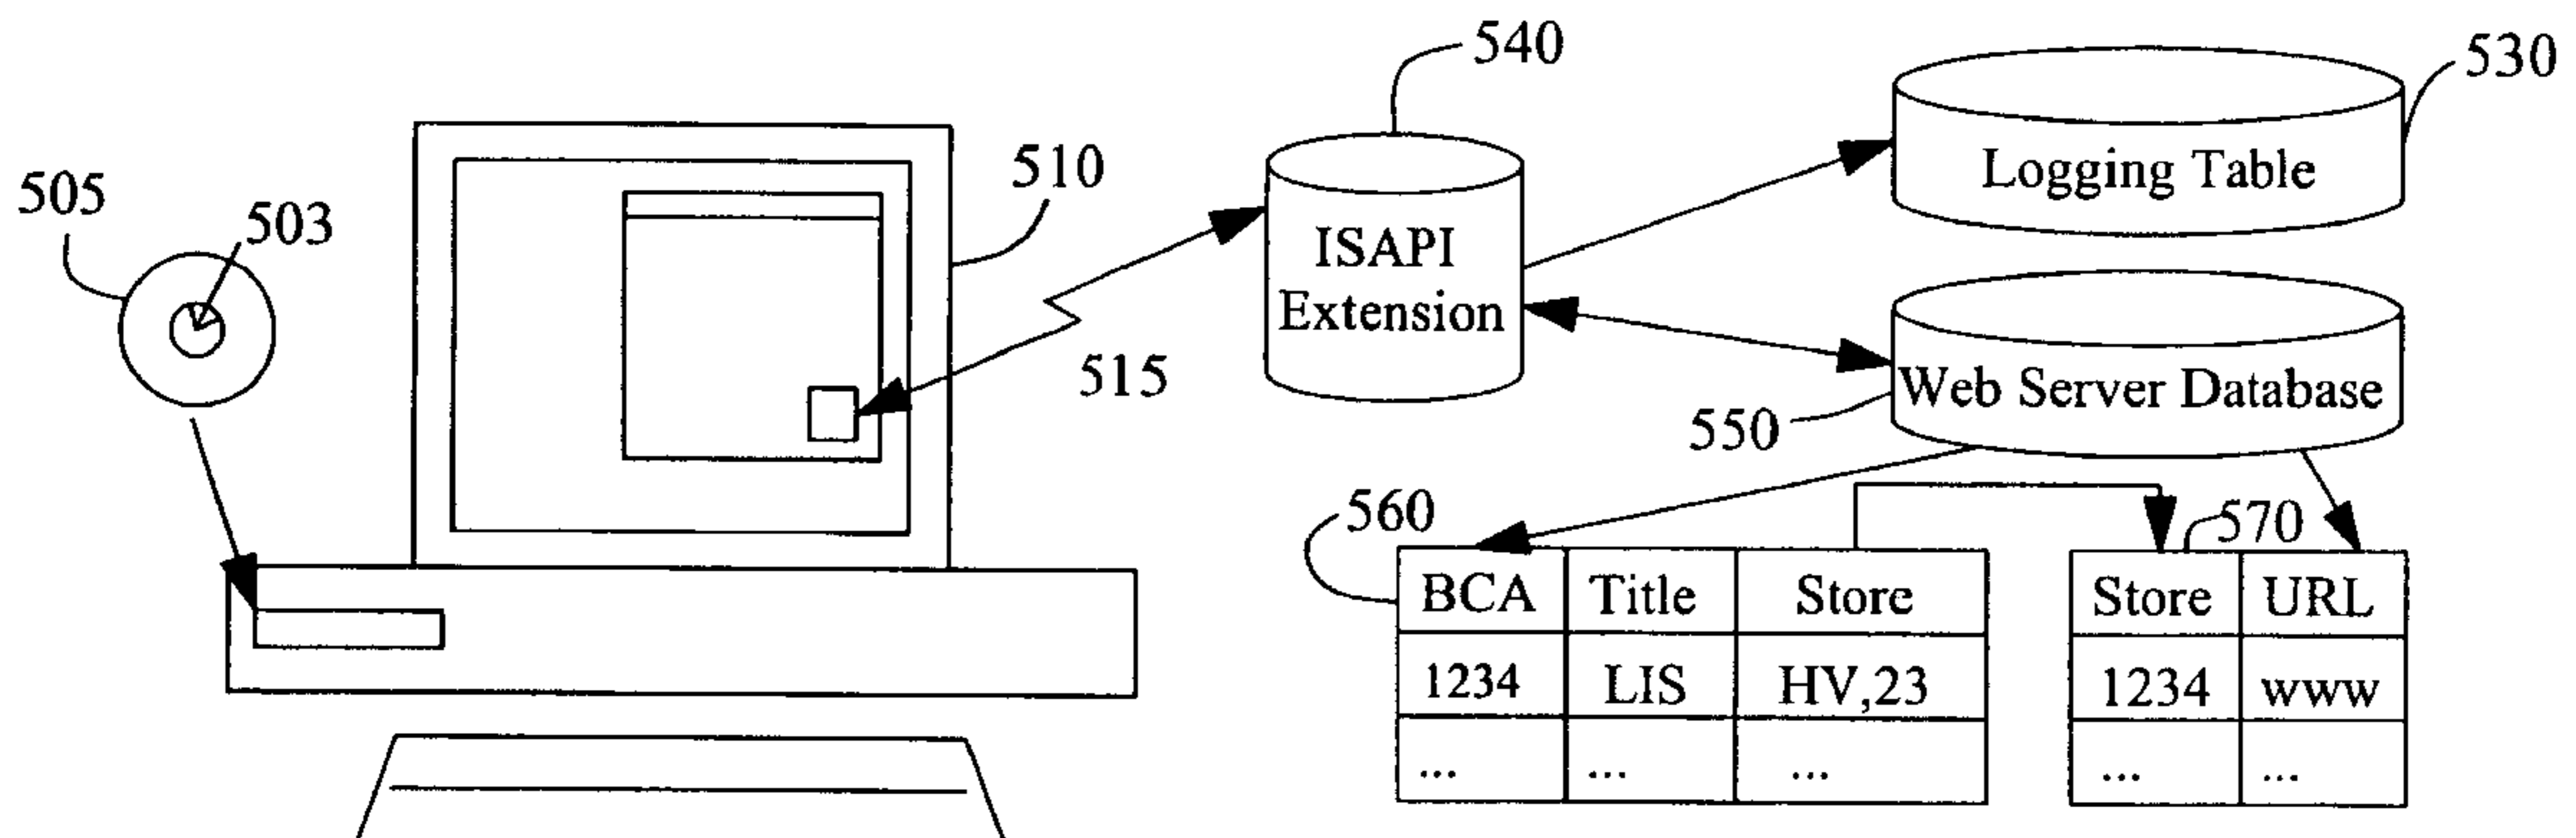 540
530
Logging Table
510
505
503
ISAPI
Extension
515
Web Server Database
550
560
570
BCA Title Store
Store URL
1234 LIS HV,23
1234 www
... ... ...
... ...